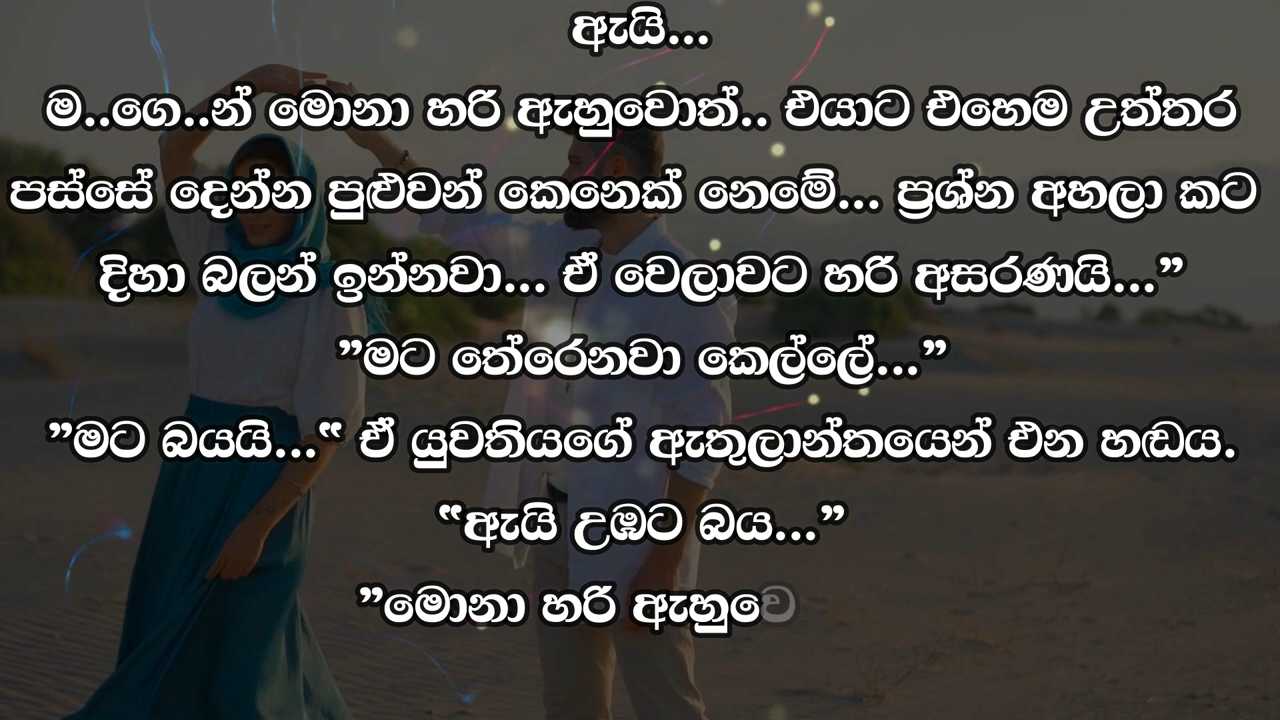 ඇයි...
ම..ගෙ..න් මොනා හරි ඇහුවොත්.. එයාට එහෙම උත්තර
පස්සේ දෙන්න පුළුවන් කෙනෙක් නෙමේ... ප්‍රශ්න අහලා කට
දිහා බලන් ඉන්නවා... ඒ වෙලාවට හරි අසරණයි...”
”මට තේරෙනවා කෙල්ලේ...”
”මට බයයි...“ ඒ යුවතියගේ ඇතුලාන්තයෙන් එන හඬය.
“ඇයි උඹට බය...”
”මොනා හරි ඇහුවෙ